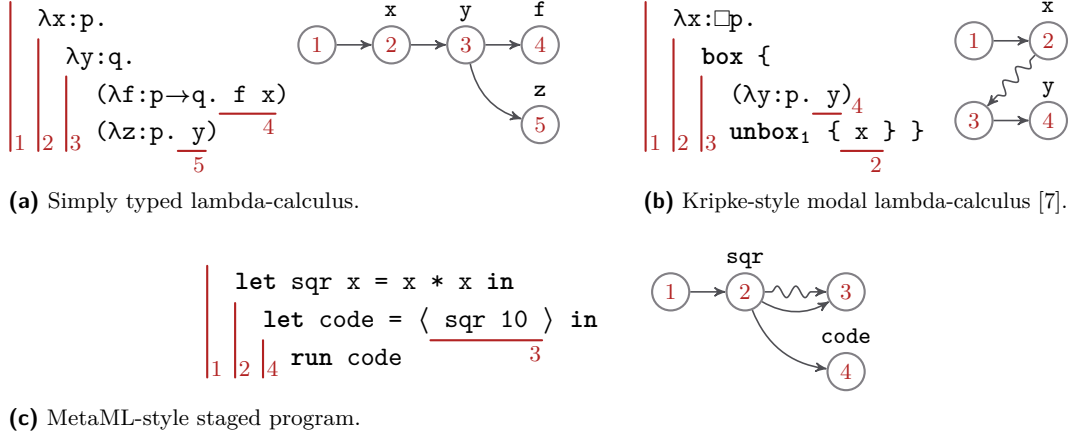 λx:p.
λy:q.
(λf:p→q. f x)
4
(λz:p. y)
1 2 3
5
x y f
1 2 3 4
z
5
(a) Simply typed lambda-calculus.
λx:□p.
box {
(λy:p. y)
4
unbox₁ { x } }
1 2 3
2
x
1 2
y
3 4
(b) Kripke-style modal lambda-calculus [7].
let sqr x = x * x in
let code = ⟨ sqr 10 ⟩ in
3
run code
1 2 4
sqr
1 2 3
code
4
(c) MetaML-style staged program.